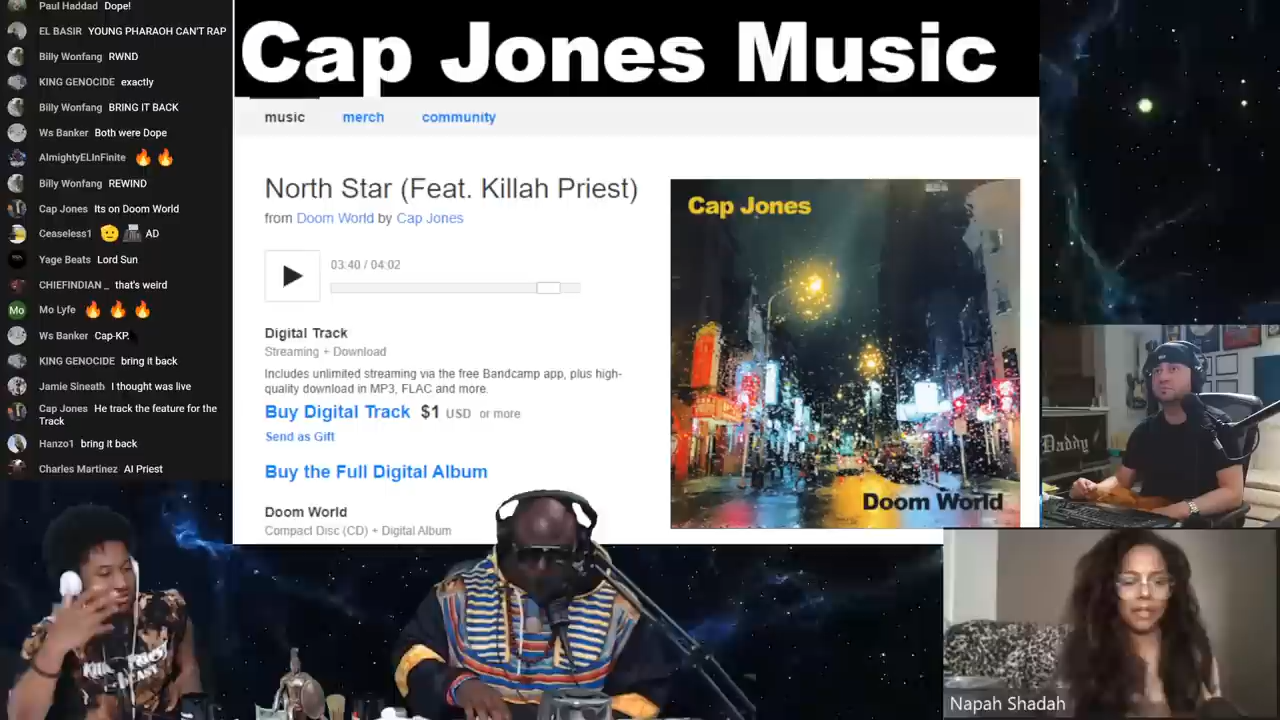 Paul Haddad Dope!
EL BASIR YOUNG PHARAOH CAN'T RAP
Billy Wonfang RWND
KING GENOCIDE exactly
Billy Wonfang BRING IT BACK
Ws Banker Both were Dope
AlmightyELInFinite
Billy Wonfang REWIND
Cap Jones Its on Doom World
Ceaseless1 AD
Yage Beats Lord Sun
CHIEFINDIAN _ that's weird
Mo Mo Lyfe
Ws Banker Cap-KP.
KING GENOCIDE bring it back
Jamie Sineath I thought was live
Cap Jones He track the feature for the
Track
Hanzo1 bring it back
Charles Martinez AI Priest
Cap Jones Music
music merch community
North Star (Feat. Killah Priest)
from Doom World by Cap Jones
03:40 / 04:02
Digital Track
Streaming + Download
Includes unlimited streaming via the free Bandcamp app, plus high-
quality download in MP3, FLAC and more.
Buy Digital Track $1 USD or more
Send as Gift
Buy the Full Digital Album
Doom World
Compact Disc (CD) + Digital Album
Cap Jones
Doom World
Daddy
Napah Shadah